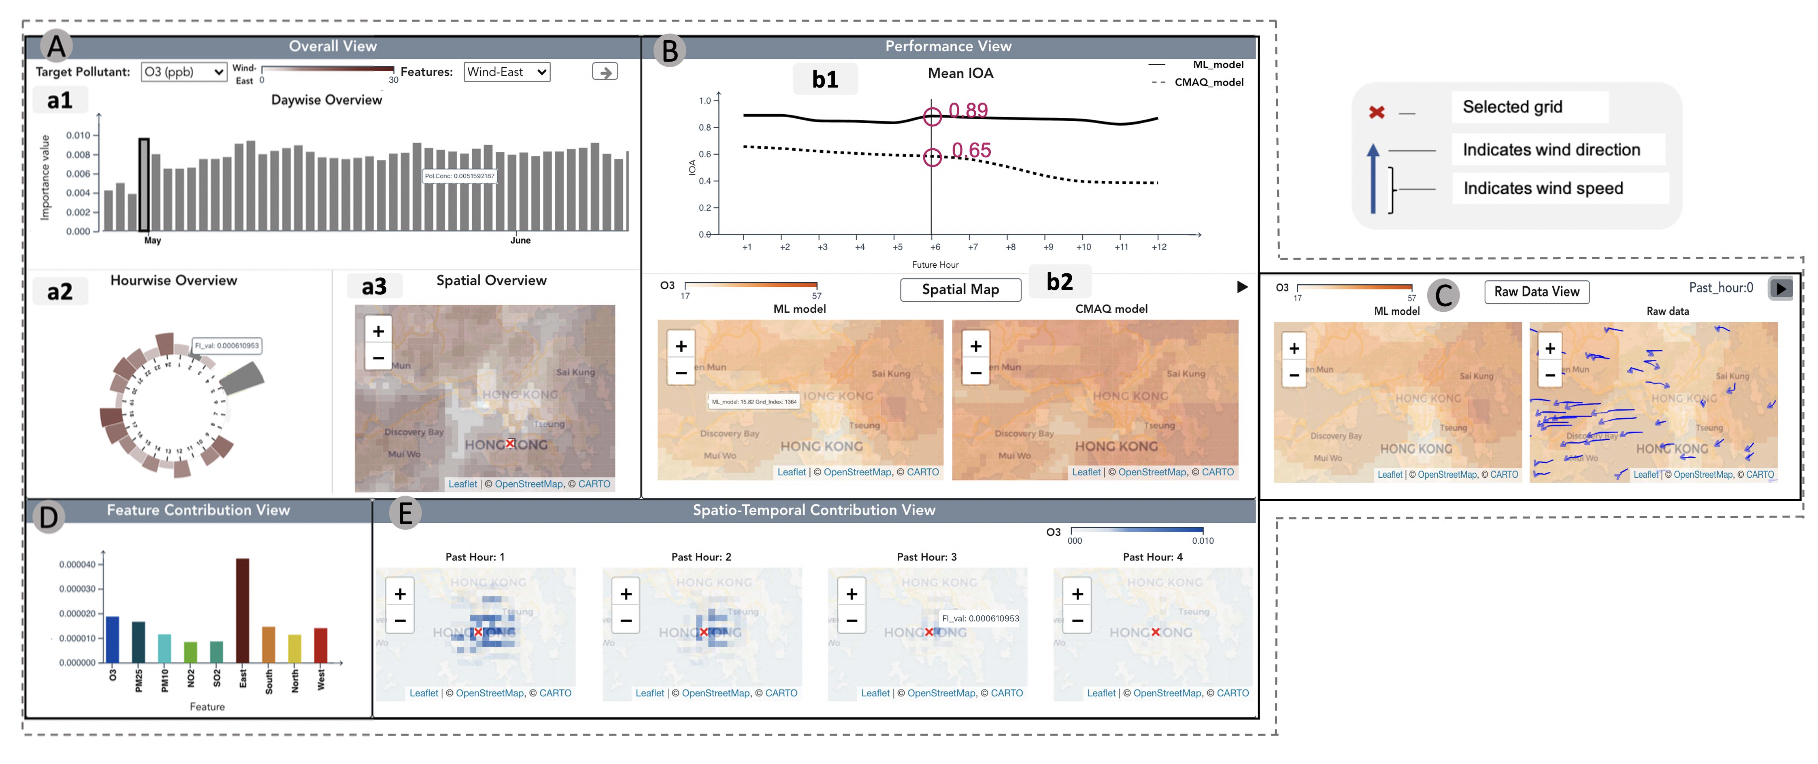 A
Overall View
Target Pollutant:
O3 (ppb)
Wind-
East
0
30
Features:
Wind-East
a1
Daywise Overview
Importance value
0.010
0.008
0.006
0.004
0.002
0.000
Pol.Conc: 0.0051592187
May
June
a2
Hourwise Overview
FI_val: 0.000610953
a3
Spatial Overview
+
−
Mun
Sai Kung
HONG KONG
Tseung
Discovery Bay
HONG KONG
Mui Wo
Leaflet | © OpenStreetMap, © CARTO
B
Performance View
b1
Mean IOA
ML_model
CMAQ_model
IOA
1.0
0.8
0.6
0.4
0.2
0.0
0.89
0.65
+1
+2
+3
+4
+5
+6
+7
+8
+9
+10
+11
+12
Future Hour
O3
17
57
Spatial Map
b2
ML model
CMAQ model
+
−
en Mun
Sai Kung
ML_model: 15.82 Grid_Index: 1364
HONG KONG
Tseung
Discovery Bay
HONG KONG
Mui Wo
Leaflet | © OpenStreetMap, © CARTO
+
−
en Mun
Sai Kung
HONG KONG
Tseung
Discovery Bay
HONG KONG
Mui Wo
Leaflet | © OpenStreetMap, © CARTO
Selected grid
Indicates wind direction
Indicates wind speed
O3
17
57
C
Raw Data View
Past_hour:0
ML model
Raw data
+
−
en Mun
Sai Kung
HONG KONG
Tseung
Discovery Bay
HONG KONG
Mui Wo
Leaflet | © OpenStreetMap, © CARTO
+
−
en Mun
Sai Kung
HONG KONG
Tseung
Discovery Bay
HONG KONG
Mui Wo
Leaflet | © OpenStreetMap, © CARTO
D
Feature Contribution View
0.000040
0.000030
0.000020
0.000010
0.000000
O3
PM25
PM10
NO2
SO2
East
South
North
West
Feature
E
Spatio-Temporal Contribution View
O3
000
0.010
Past Hour: 1
Past Hour: 2
Past Hour: 3
Past Hour: 4
+
−
HONG KONG
Tseung
HONG KONG
Wo
Leaflet | © OpenStreetMap, © CARTO
+
−
HONG KONG
Tseung
HONG KONG
Wo
Leaflet | © OpenStreetMap, © CARTO
+
−
HONG KONG
FI_val: 0.000610953
HONG KONG
Wo
Leaflet | © OpenStreetMap, © CARTO
+
−
HONG KONG
Tseung
HONG KONG
Wo
Leaflet | © OpenStreetMap, © CARTO